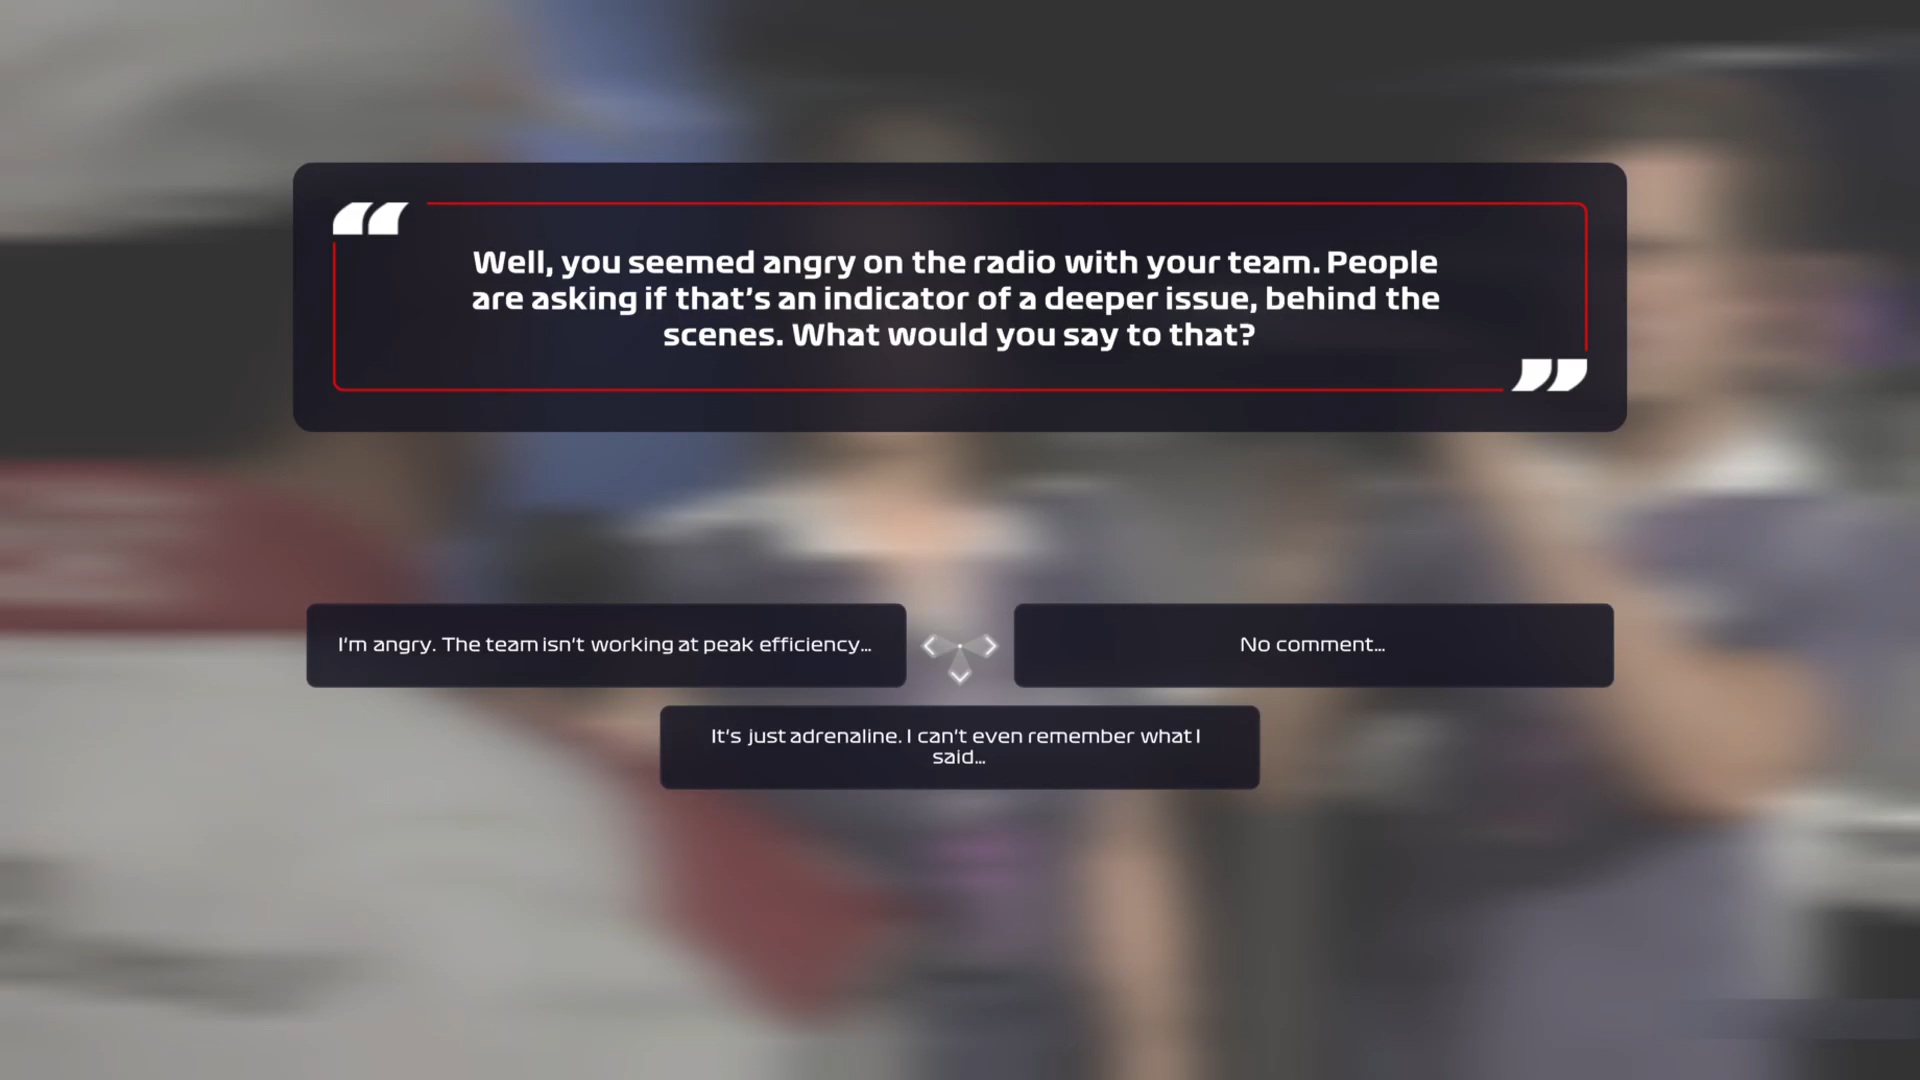 Well, you seemed angry on the radio with your team. People
are asking if that's an indicator of a deeper issue, behind the
scenes. What would you say to that?
I'm angry. The team isn't working at peak efficiency...
No comment...
It's just adrenaline. I can't even remember what I
said...